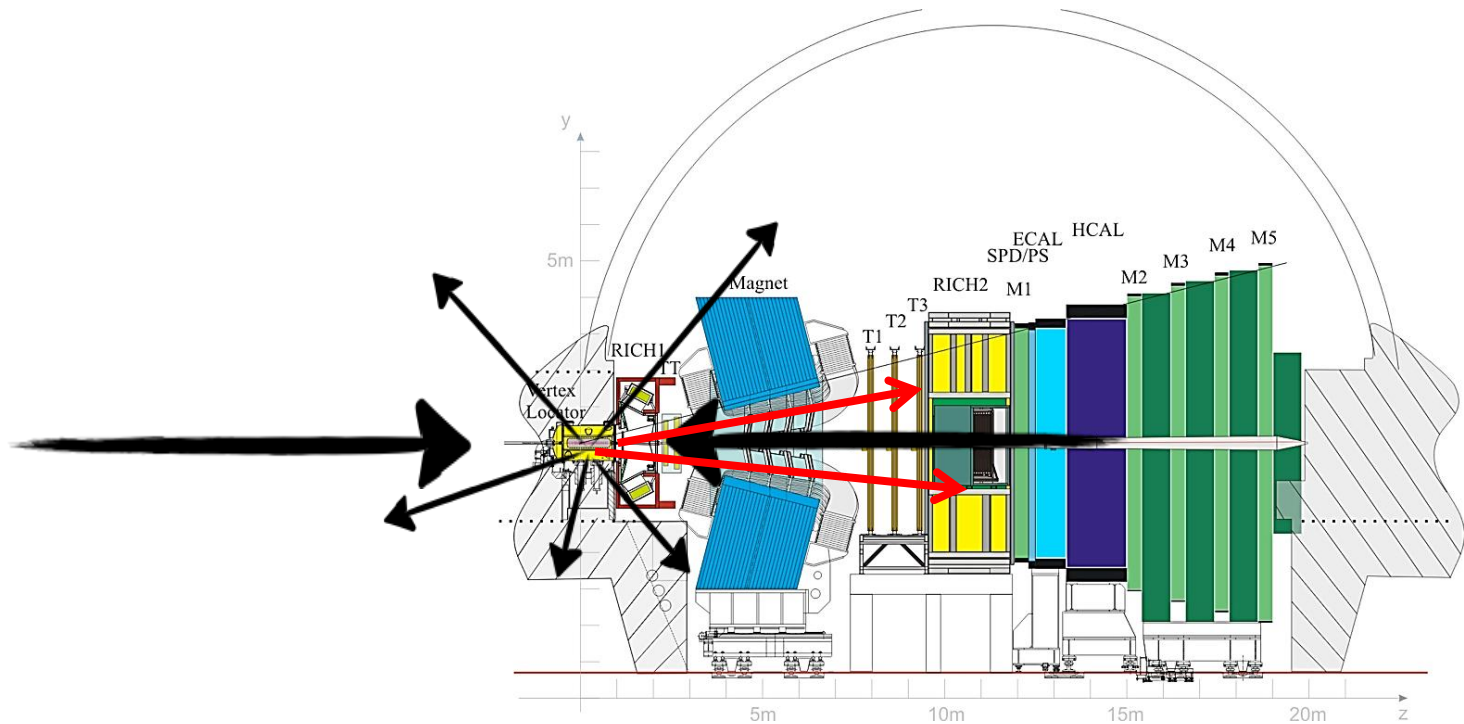 y
5m
Vertex
Locator
RICH1
TT
Magnet
T1
T2
T3
RICH2
M1
SPD/PS
ECAL
HCAL
M2
M3
M4
M5
5m
10m
15m
20m
z